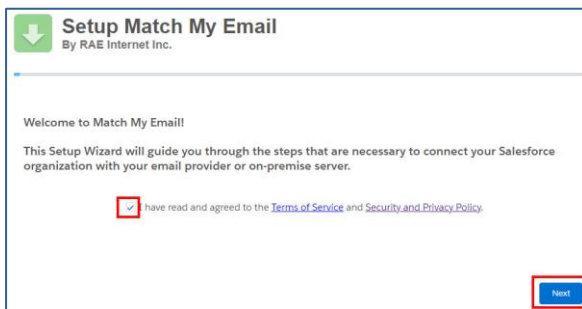 Setup Match My Email
By RAE Internet Inc.
Welcome to Match My Email!
This Setup Wizard will guide you through the steps that are necessary to connect your Salesforce
organization with your email provider or on-premise server.
I have read and agreed to the Terms of Service and Security and Privacy Policy.
Next